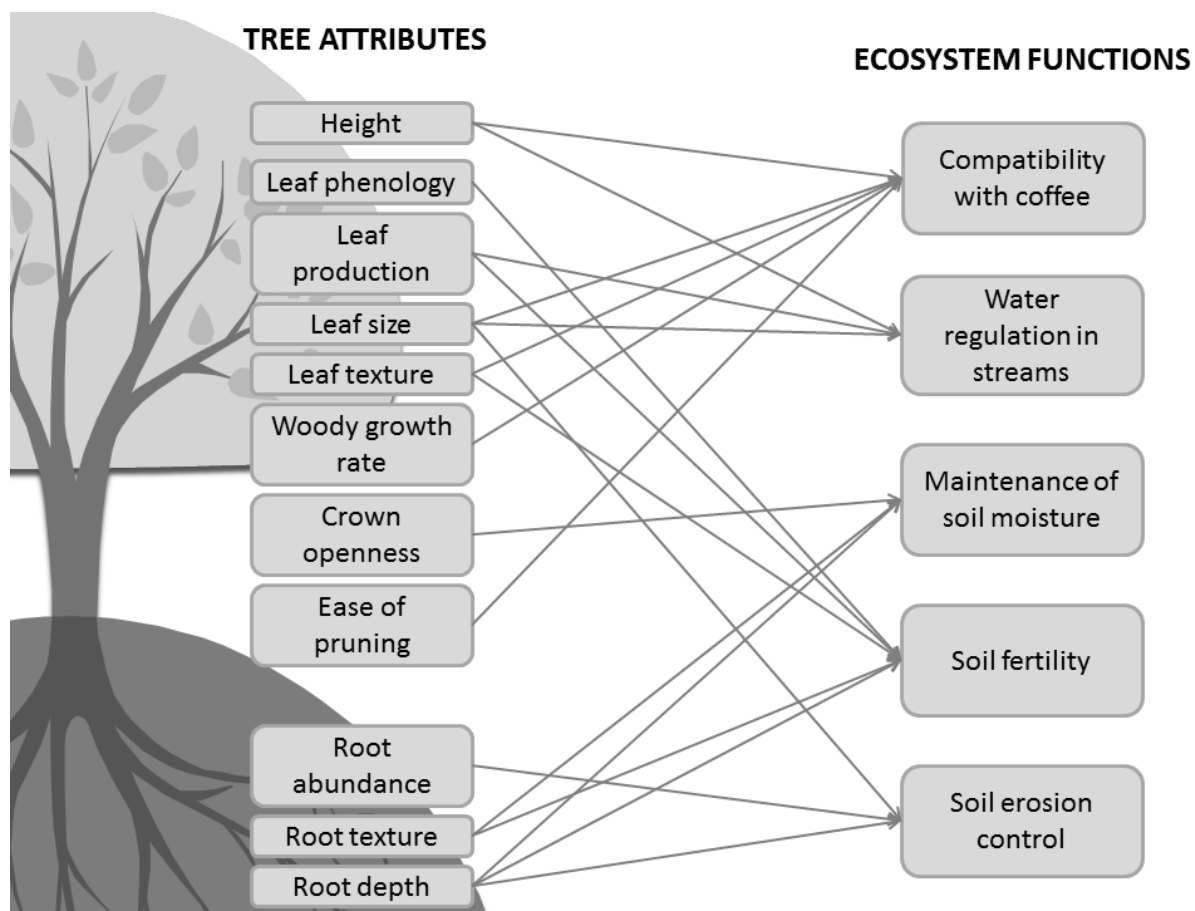 TREE ATTRIBUTES
Height
Leaf phenology
Leaf
production
Leaf size
Leaf texture
Woody growth
rate
Crown
openness
Ease of
pruning
Root
abundance
Root texture
Root depth
ECOSYSTEM FUNCTIONS
Compatibility
with coffee
Water
regulation in
streams
Maintenance of
soil moisture
Soil fertility
Soil erosion
control